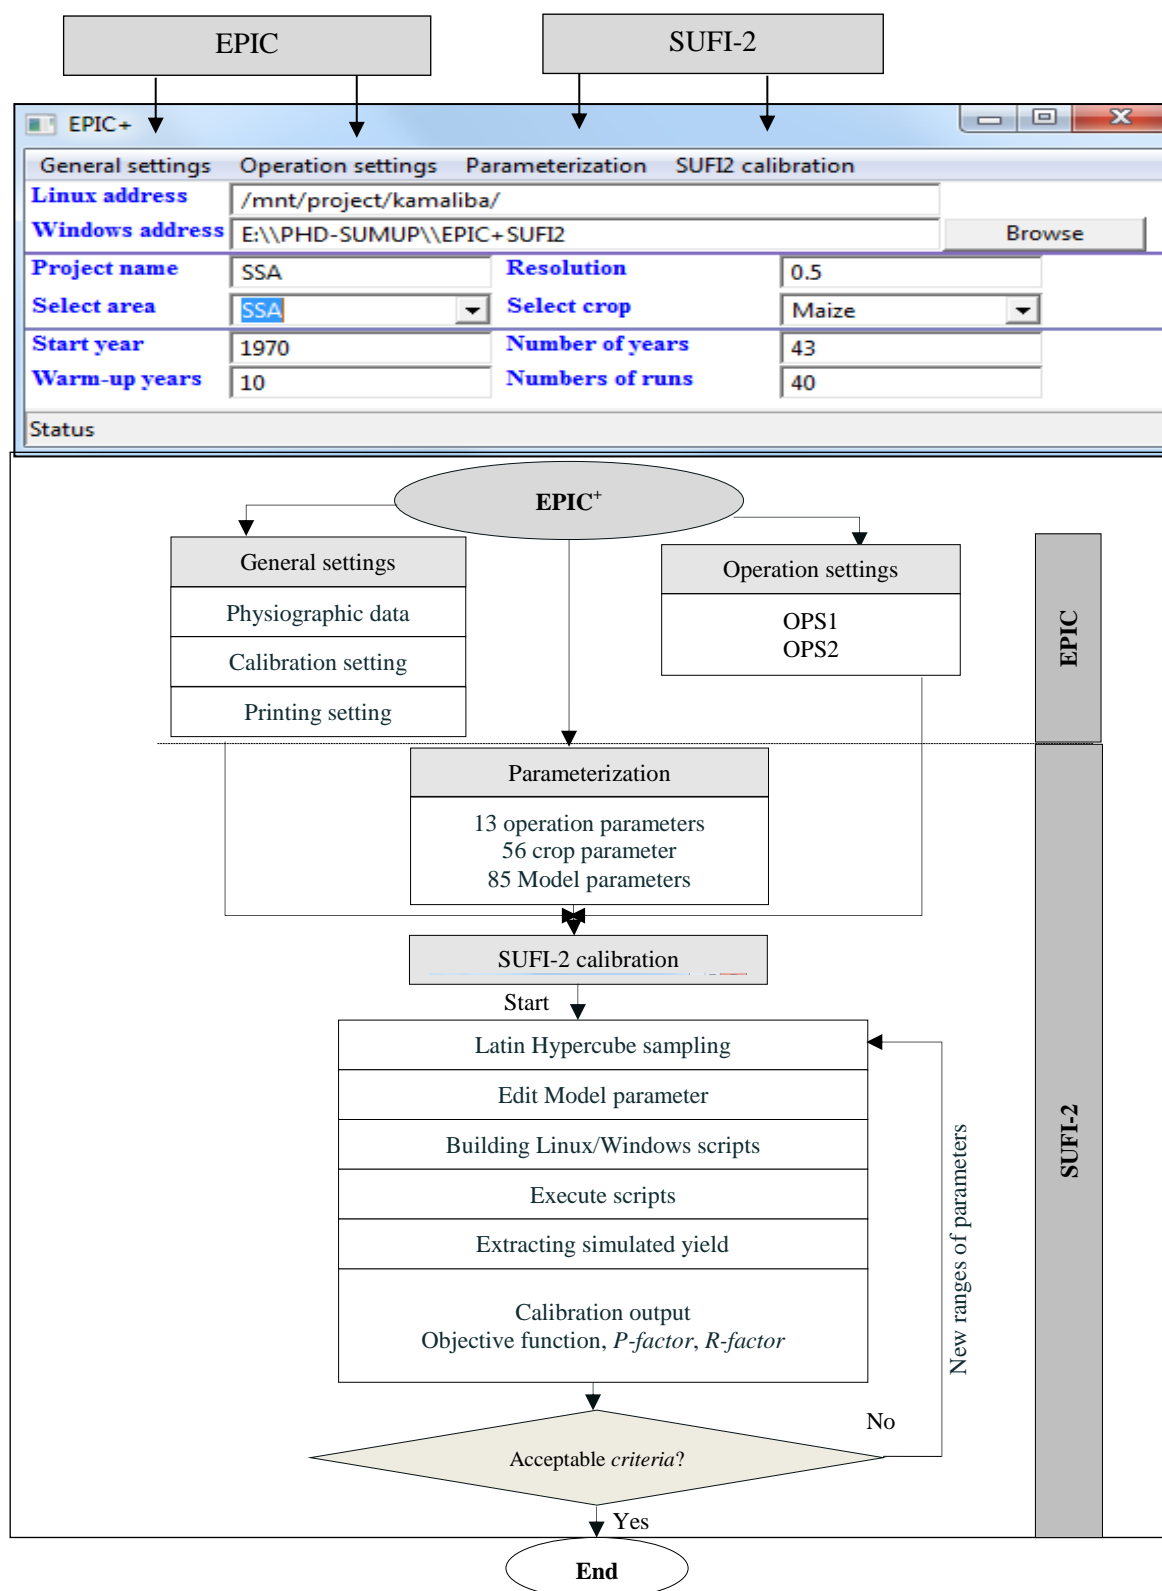 EPIC
SUFI-2
EPIC+
General settings Operation settings Parameterization SUFI2 calibration
Linux address /mnt/project/kamaliba/
Windows address E:\\PHD-SUMUP\\EPIC+SUFI2 Browse
Project name SSA Resolution 0.5
Select area SSA Select crop Maize
Start year 1970 Number of years 43
Warm-up years 10 Numbers of runs 40
Status
EPIC+
General settings
Physiographic data
Calibration setting
Printing setting
Operation settings
OPS1
OPS2
EPIC
Parameterization
13 operation parameters
56 crop parameter
85 Model parameters
SUFI-2 calibration
Start
Latin Hypercube sampling
Edit Model parameter
Building Linux/Windows scripts
Execute scripts
Extracting simulated yield
Calibration output
Objective function, P-factor, R-factor
New ranges of parameters
SUFI-2
No
Acceptable criteria?
Yes
End